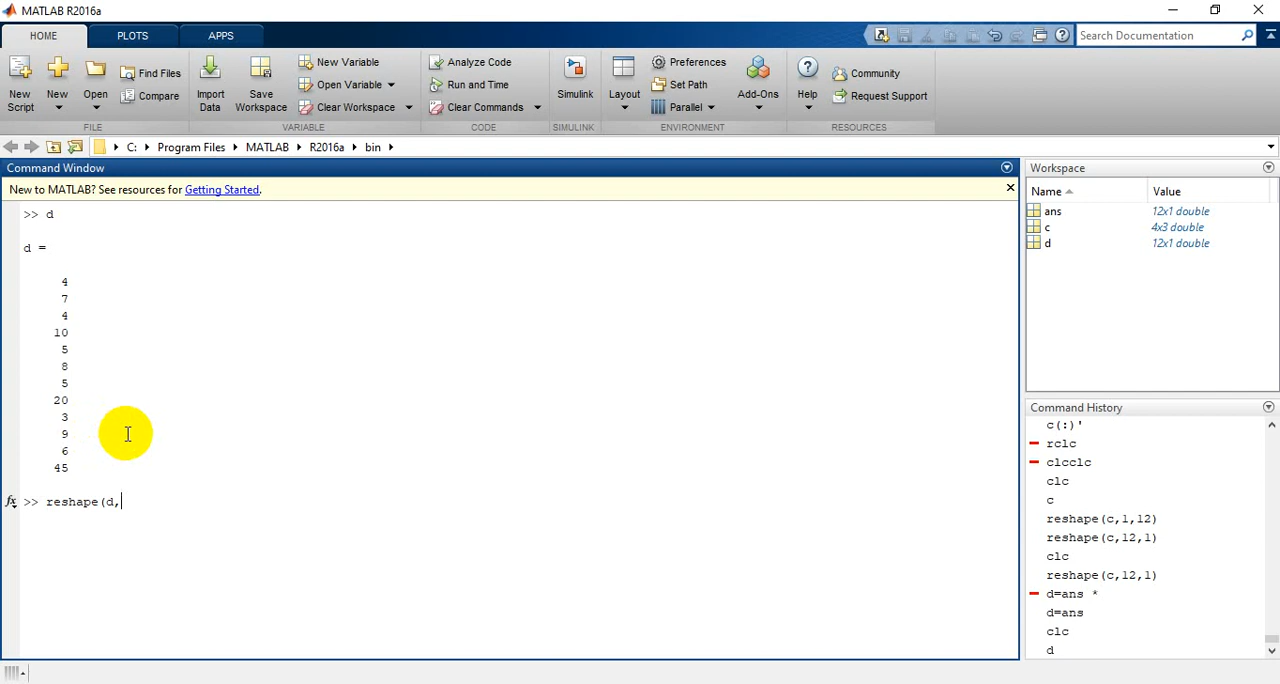 MATLAB R2016a
HOME PLOTS APPS
Search Documentation
New Script
New
Open
Find Files
Compare
Import Data
Save Workspace
New Variable
Open Variable
Clear Workspace
Analyze Code
Run and Time
Clear Commands
Simulink
Layout
Preferences
Set Path
Parallel
Add-Ons
Help
Community
Request Support
FILE VARIABLE CODE SIMULINK ENVIRONMENT RESOURCES
C: Program Files MATLAB R2016a bin
Command Window
New to MATLAB? See resources for Getting Started.
>> d
d =
4
7
4
10
5
8
5
20
3
9
6
45
fx >> reshape(d,
Workspace
Name Value
ans 12x1 double
c 4x3 double
d 12x1 double
Command History
c(:)'
rclc
clcclc
clc
c
reshape(c,1,12)
reshape(c,12,1)
clc
reshape(c,12,1)
d=ans *
d=ans
clc
d